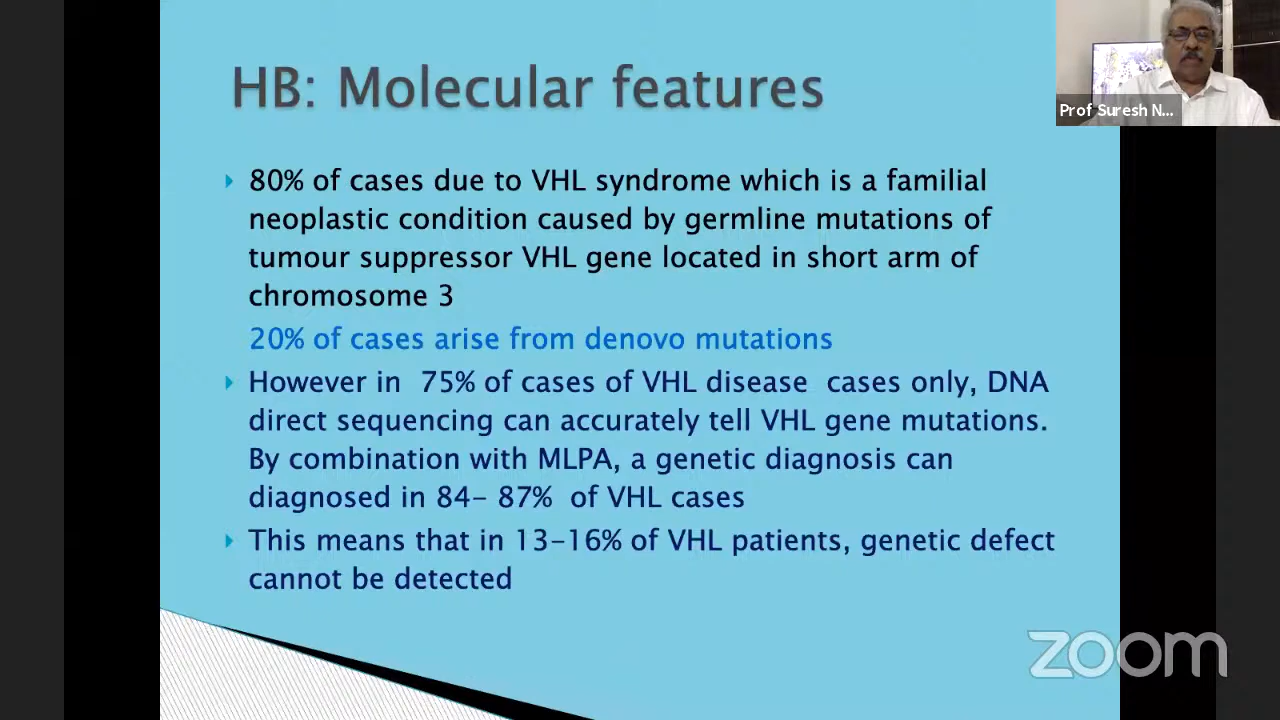 HB: Molecular features
Prof Suresh N...
80% of cases due to VHL syndrome which is a familial
neoplastic condition caused by germline mutations of
tumour suppressor VHL gene located in short arm of
chromosome 3
20% of cases arise from denovo mutations
However in 75% of cases of VHL disease cases only, DNA
direct sequencing can accurately tell VHL gene mutations.
By combination with MLPA, a genetic diagnosis can
diagnosed in 84- 87% of VHL cases
This means that in 13-16% of VHL patients, genetic defect
cannot be detected
zoom